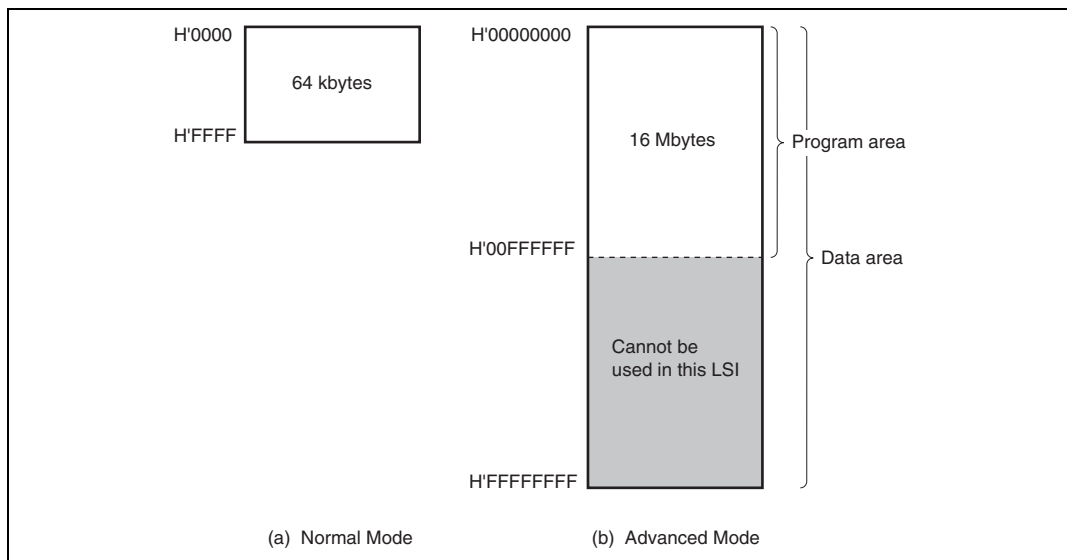 H'0000
64 kbytes
H'FFFF
(a) Normal Mode
H'00000000
16 Mbytes
Program area
H'00FFFFFF
Data area
Cannot be
used in this LSI
H'FFFFFFFF
(b) Advanced Mode